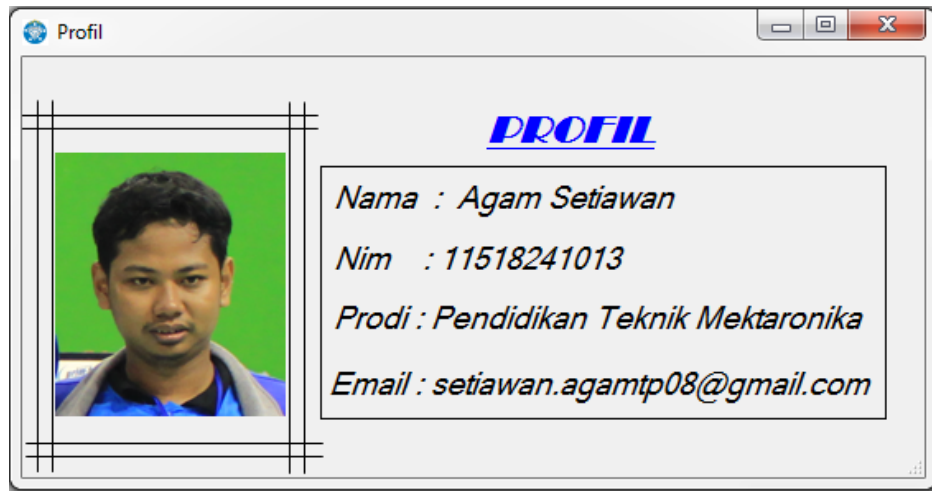 Profil
PROFIL
Nama : Agam Setiawan
Nim : 11518241013
Prodi : Pendidikan Teknik Mektaronika
Email : setiawan.agamtp08@gmail.com